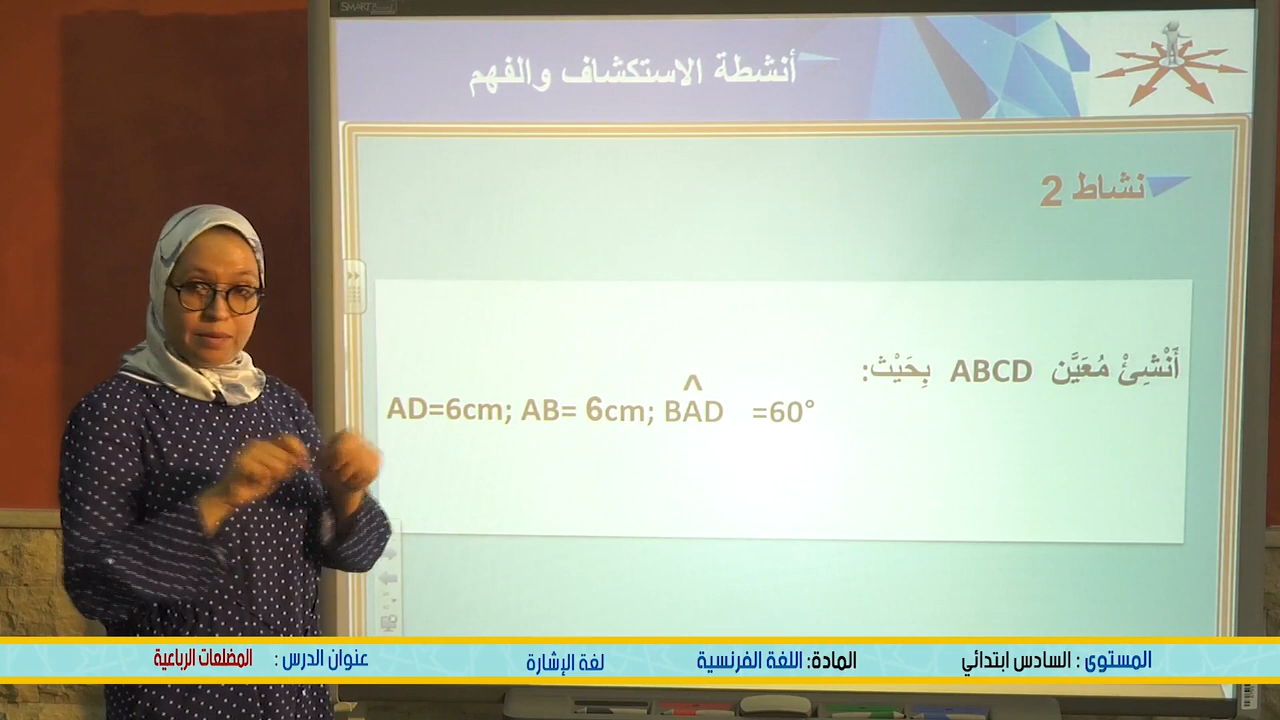 SMART
أنشطة الاستكشاف والفهم
نشاط 2
أَنْشِئْ مُعَيَّن ABCD بِحَيْث:
^
AD=6cm; AB= 6cm; BAD =60°
المستوى : السادس ابتدائي المادة: اللغة الفرنسية لغة الإشارة عنوان الدرس : المضلعات الرباعية